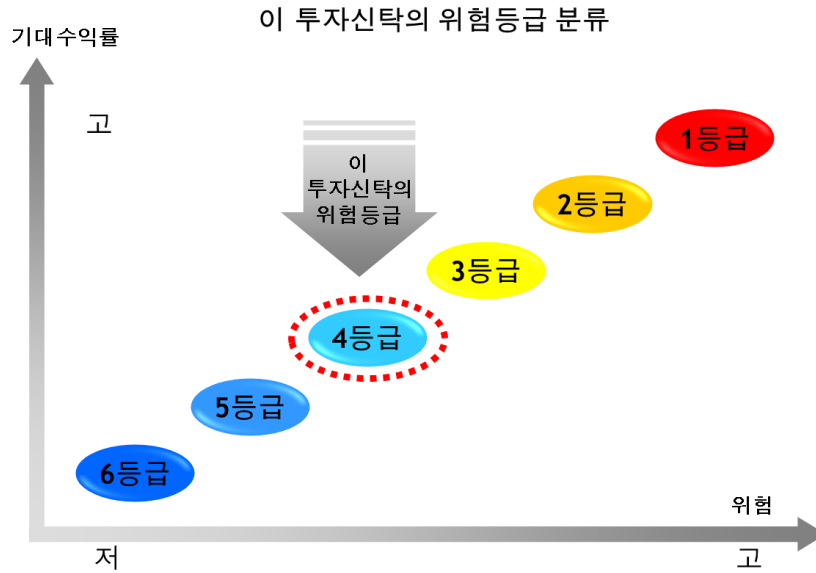 이 투자신탁의 위험등급 분류
기대수익률
고
1등급
이
투자신탁의
위험등급
2등급
3등급
4등급
5등급
6등급
위험
저
고